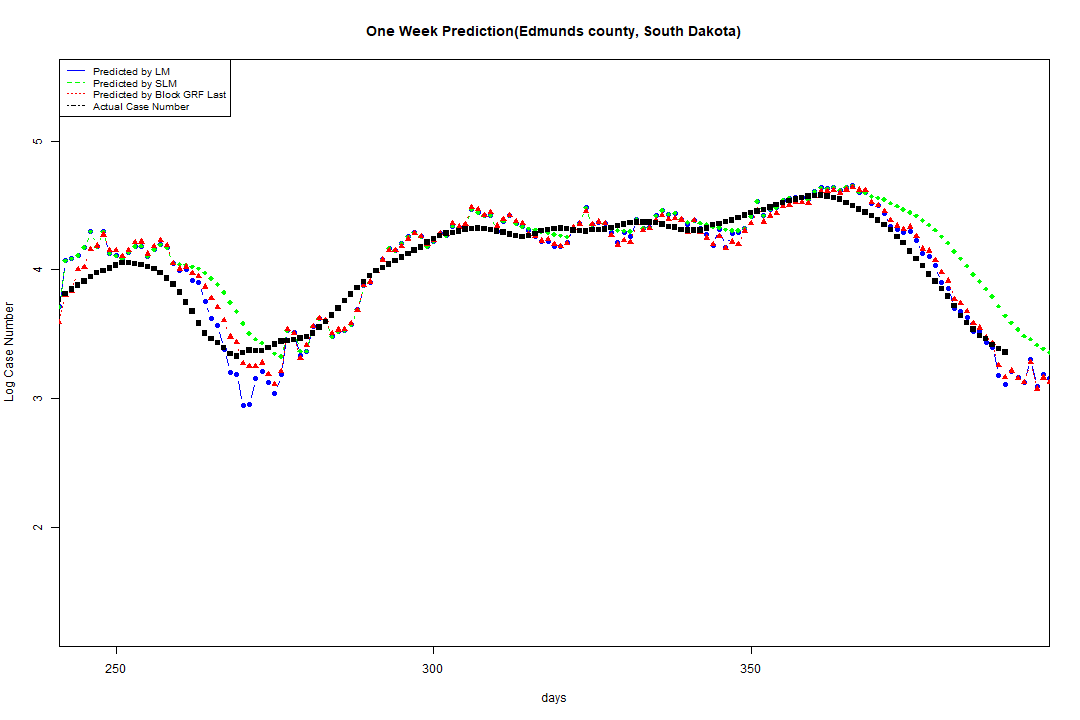 One Week Prediction(Edmunds county, South Dakota)
Predicted by LM
Predicted by SLM
Predicted by Block GRF Last
Actual Case Number
5
4
3
2
Log Case Number
250
300
350
days